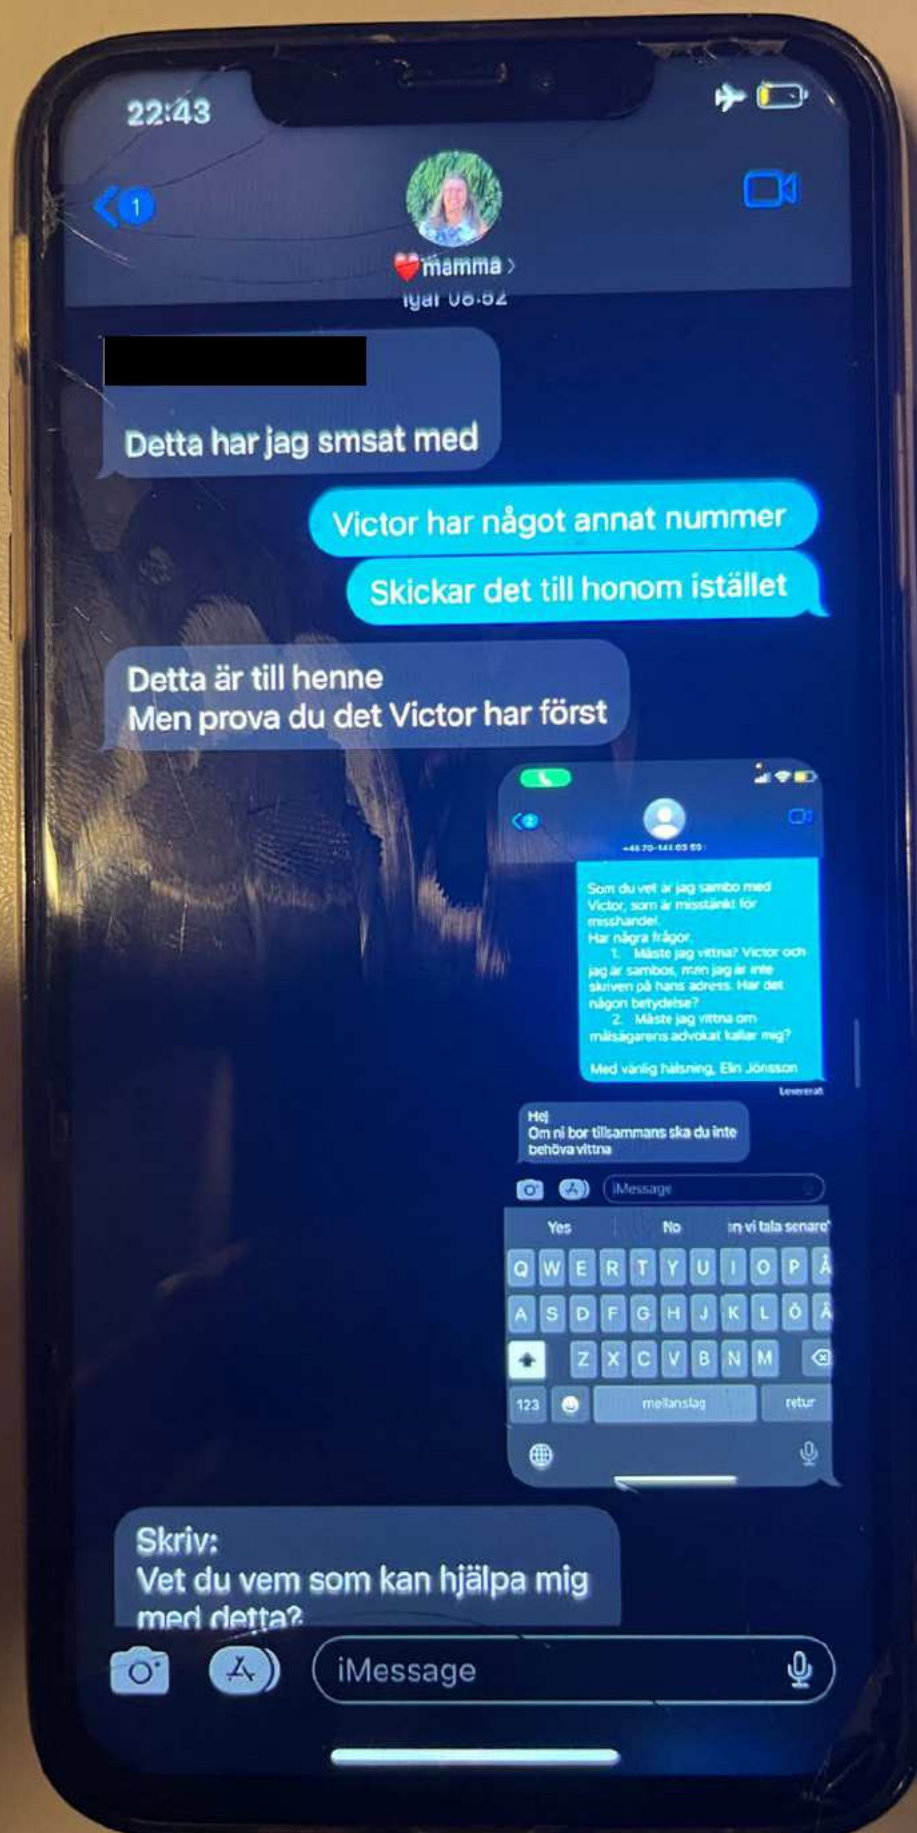 22:43
1
❤️mamma >
Igår 08:52
Detta har jag smsat med
Victor har något annat nummer
Skickar det till honom istället
Detta är till henne
Men prova du det Victor har först
2
Som du vet är jag sambo med
Victor, som är misstänkt för
misshandel.
Har några frågor.
1. Måste jag vittna? Victor och
jag är sambos, men jag är inte
skriven på hans adress. Har det
någon betydelse?
2. Måste jag vittna om
målsägarens advokat kallar mig?
Med vänlig hälsning, Elin Jönsson
Levererat
Hej
Om ni bor tillsammans ska du inte
behöva vittna
iMessage
Yes No an vi tala senare
Q W E R T Y U I O P Å
A S D F G H J K L Ö Ä
Z X C V B N M
123 mellanslag retur
Skriv:
Vet du vem som kan hjälpa mig
med detta?
iMessage